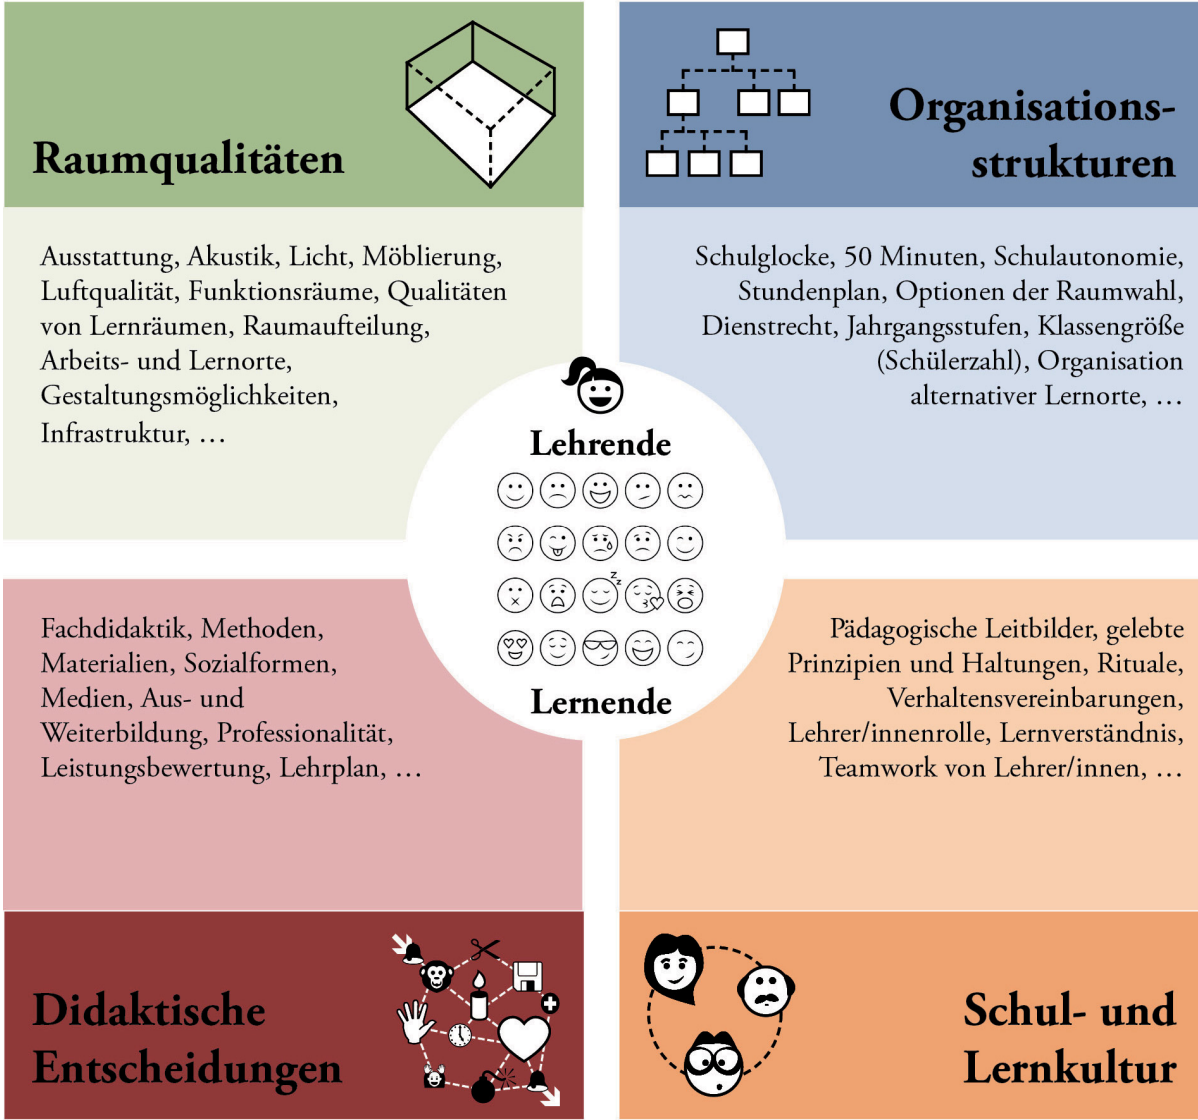 Raumqualitäten
Ausstattung, Akustik, Licht, Möblierung,
Luftqualität, Funktionsräume, Qualitäten
von Lernräumen, Raumaufteilung,
Arbeits- und Lernorte,
Gestaltungsmöglichkeiten,
Infrastruktur, …
Organisations-
strukturen
Schulglocke, 50 Minuten, Schulautonomie,
Stundenplan, Optionen der Raumwahl,
Dienstrecht, Jahrgangsstufen, Klassengröße
(Schülerzahl), Organisation
alternativer Lernorte, …
Lehrende
z
z
Lernende
Fachdidaktik, Methoden,
Materialien, Sozialformen,
Medien, Aus- und
Weiterbildung, Professionalität,
Leistungsbewertung, Lehrplan, …
Didaktische
Entscheidungen
Pädagogische Leitbilder, gelebte
Prinzipien und Haltungen, Rituale,
Verhaltensvereinbarungen,
Lehrer/innenrolle, Lernverständnis,
Teamwork von Lehrer/innen, …
Schul- und
Lernkultur